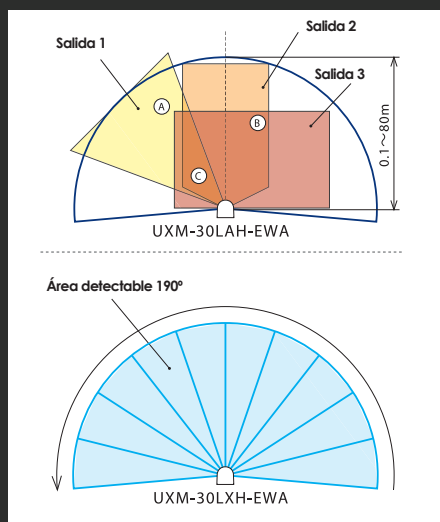 Salida 1
Salida 2
Salida 3
A
B
C
0.1～80m
UXM-30LAH-EWA
Área detectable 190º
UXM-30LXH-EWA